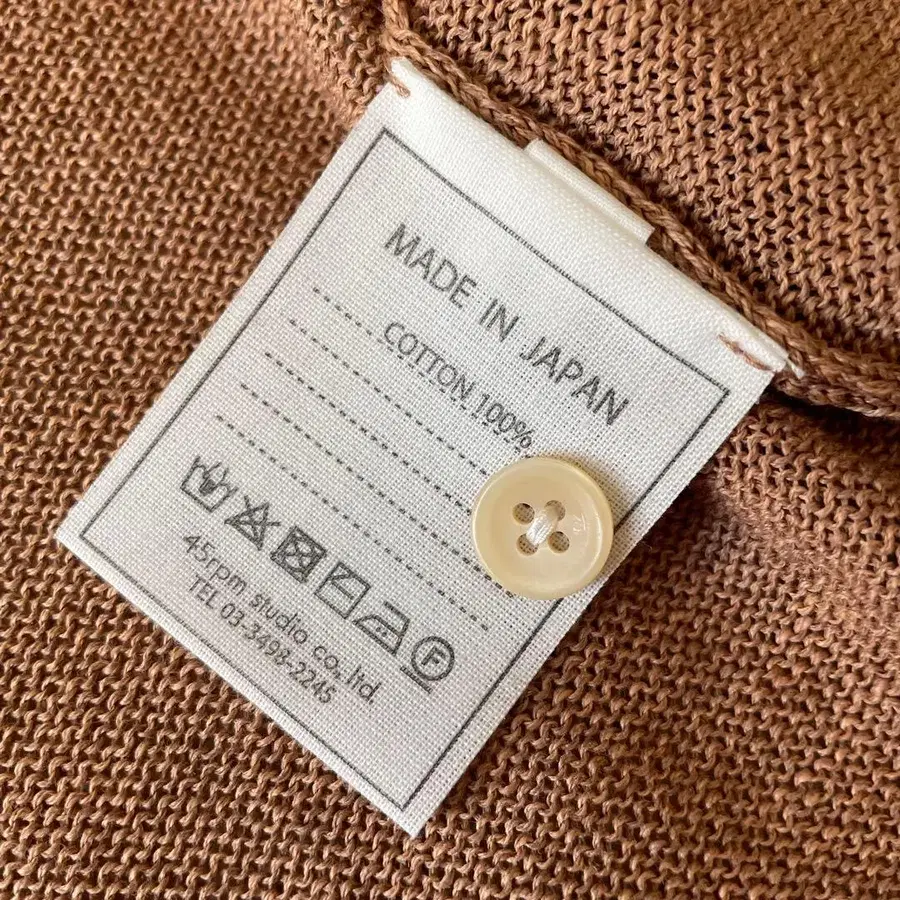 MADE IN JAPAN
COTTON 100%
F
45rpm studio co.,ltd.
TEL 03-3498-2245